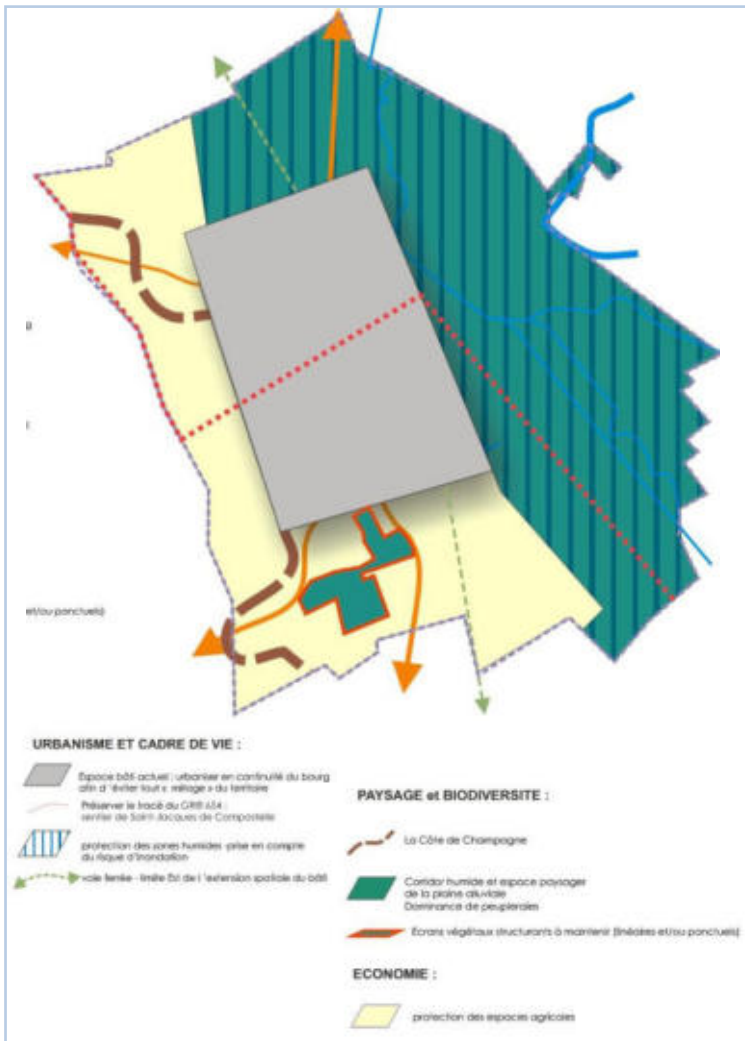 et/ou ponctuels)
URBANISME ET CADRE DE VIE :
Espace bâti actuel : urbaniser en continuité du bourg
afin d 'éviter tout « mitage » du territoire
Préserver le tracé du GR® 654 :
sentier de Saint Jacques de Compostelle
protection des zones humides -prise en compte
du risque d'inondation
voie ferrée - limite Est de l 'extension spatiale du bâti
PAYSAGE et BIODIVERSITE :
La Côte de Champagne
Corridor humide et espace paysager
de la plaine alluviale
Dominance de peupleraies
Ecrans végétaux structurants à maintenir (linéaires et/ou ponctuels)
ECONOMIE :
protection des espaces agricoles